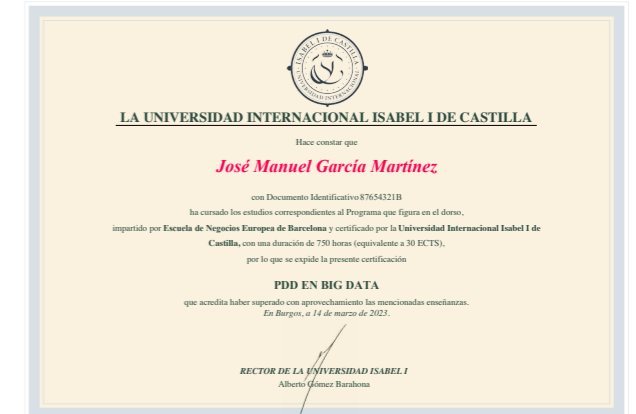 ISABEL I DE CASTILLA
UNIVERSIDAD INTERNACIONAL
LA UNIVERSIDAD INTERNACIONAL ISABEL I DE CASTILLA
Hace constar que
José Manuel García Martínez
con Documento Identificativo 87654321B
ha cursado los estudios correspondientes al Programa que figura en el dorso,
impartido por Escuela de Negocios Europea de Barcelona y certificado por la Universidad Internacional Isabel I de
Castilla, con una duración de 750 horas (equivalente a 30 ECTS),
por lo que se expide la presente certificación
PDD EN BIG DATA
que acredita haber superado con aprovechamiento las mencionadas enseñanzas.
En Burgos, a 14 de marzo de 2023.
RECTOR DE LA UNIVERSIDAD ISABEL I
Alberto Gómez Barahona